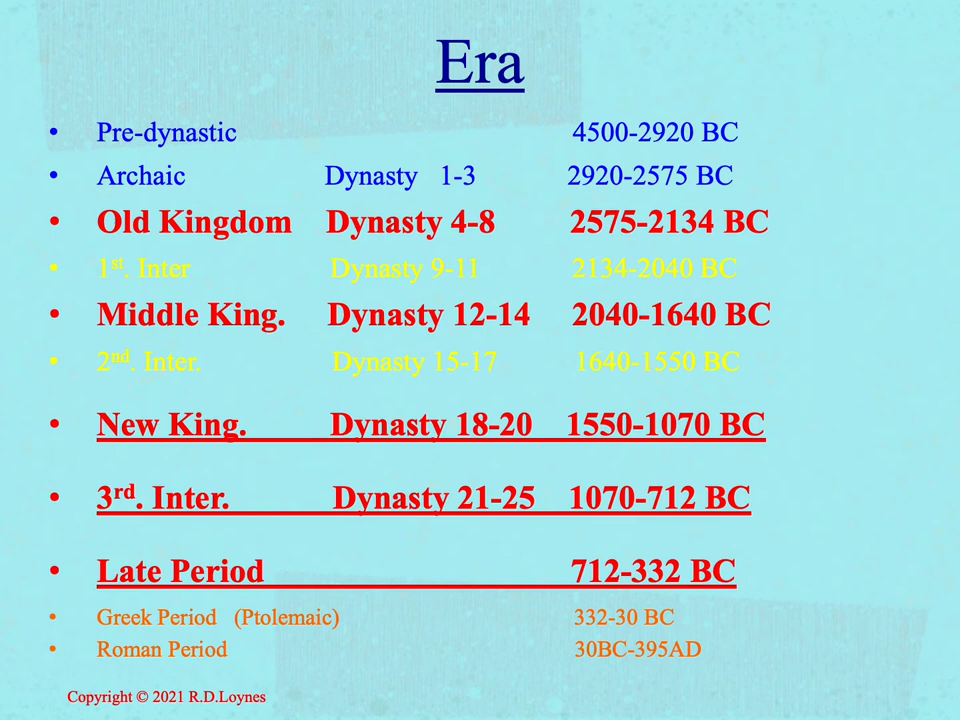 Era
• Pre-dynastic 4500-2920 BC
• Archaic Dynasty 1-3 2920-2575 BC
• Old Kingdom Dynasty 4-8 2575-2134 BC
• 1st. Inter Dynasty 9-11 2134-2040 BC
• Middle King. Dynasty 12-14 2040-1640 BC
• 2nd. Inter. Dynasty 15-17 1640-1550 BC
• New King. Dynasty 18-20 1550-1070 BC
• 3rd. Inter. Dynasty 21-25 1070-712 BC
• Late Period 712-332 BC
• Greek Period (Ptolemaic) 332-30 BC
• Roman Period 30BC-395AD
Copyright © 2021 R.D.Loynes